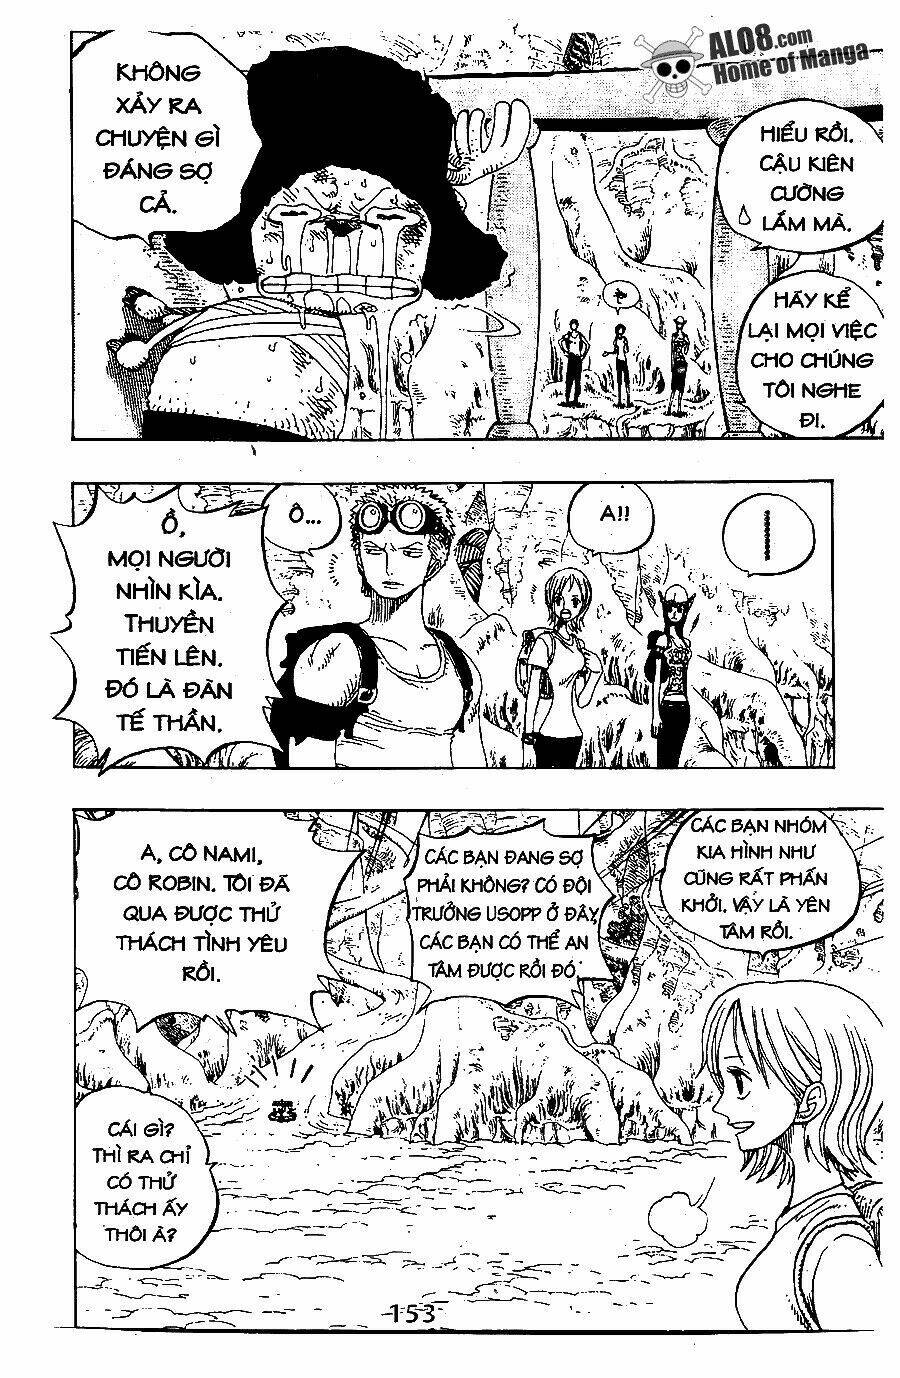 AL08.com
Home of Manga
KHÔNG
XẢY RA
CHUYỆN GÌ
ĐÁNG SỢ
CẢ.
HIỂU RỒI.
CẬU KIÊN
CƯỜNG
LẮM MÀ.
HÃY KỂ
LẠI MỌI VIỆC
CHO CHÚNG
TÔI NGHE
ĐI.
Ồ,
MỌI NGƯỜI
NHÌN KÌA.
THUYỀN
TIẾN LÊN.
ĐÓ LÀ ĐÀN
TẾ THẦN.
Ô...
A!!
A, CÔ NAMI,
CÔ ROBIN. TÔI ĐÃ
QUA ĐƯỢC THỬ
THÁCH TÌNH YÊU
RỒI.
CÁC BẠN ĐANG SỢ
PHẢI KHÔNG? CÓ ĐỘI
TRƯỞNG USOPP Ở ĐÂY,
CÁC BẠN CÓ THỂ AN
TÂM ĐƯỢC RỒI ĐÓ.
CÁC BẠN NHÓM
KIA HÌNH NHƯ
CŨNG RẤT PHẤN
KHỞI. VẬY LÀ YÊN
TÂM RỒI.
CÁI GÌ?
THÌ RA CHỈ
CÓ THỬ
THÁCH ẤY
THÔI À?
153